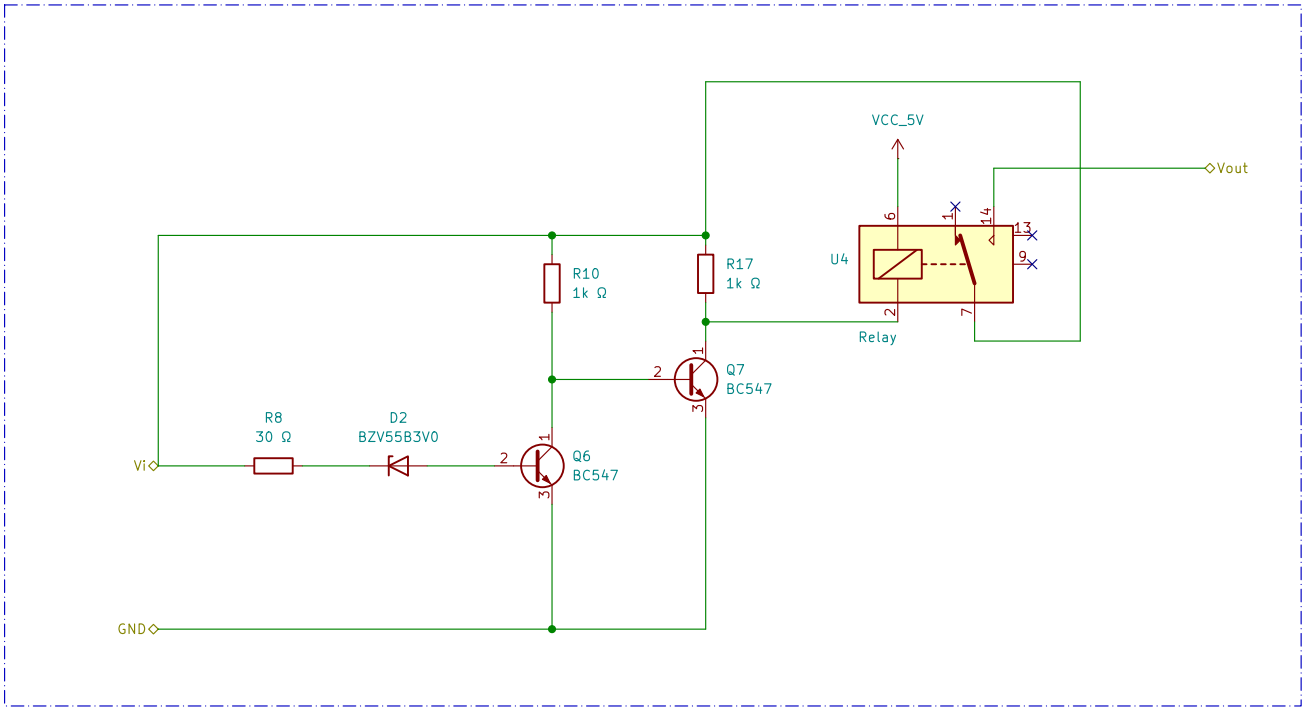 VCC_5V
Vout
6
1
14
13
9
U4
2
7
Relay
R10
1k Ω
R17
1k Ω
1
2
3
Q7
BC547
R8
30 Ω
D2
BZV55B3V0
Vi
1
2
3
Q6
BC547
GND